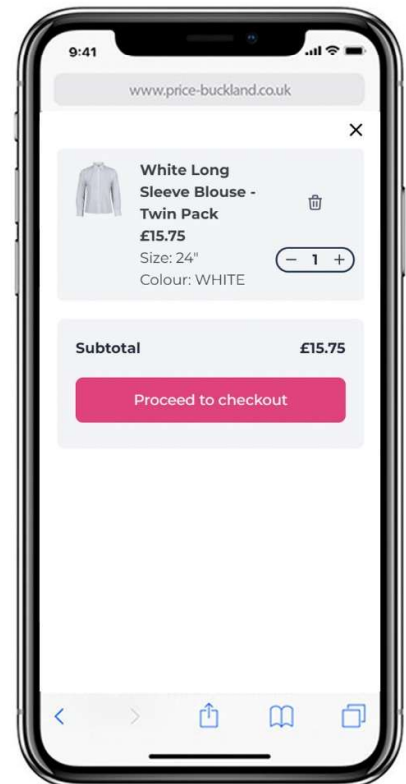 9:41
www.price-buckland.co.uk
White Long
Sleeve Blouse -
Twin Pack
£15.75
Size: 24"
Colour: WHITE
1
Subtotal £15.75
Proceed to checkout